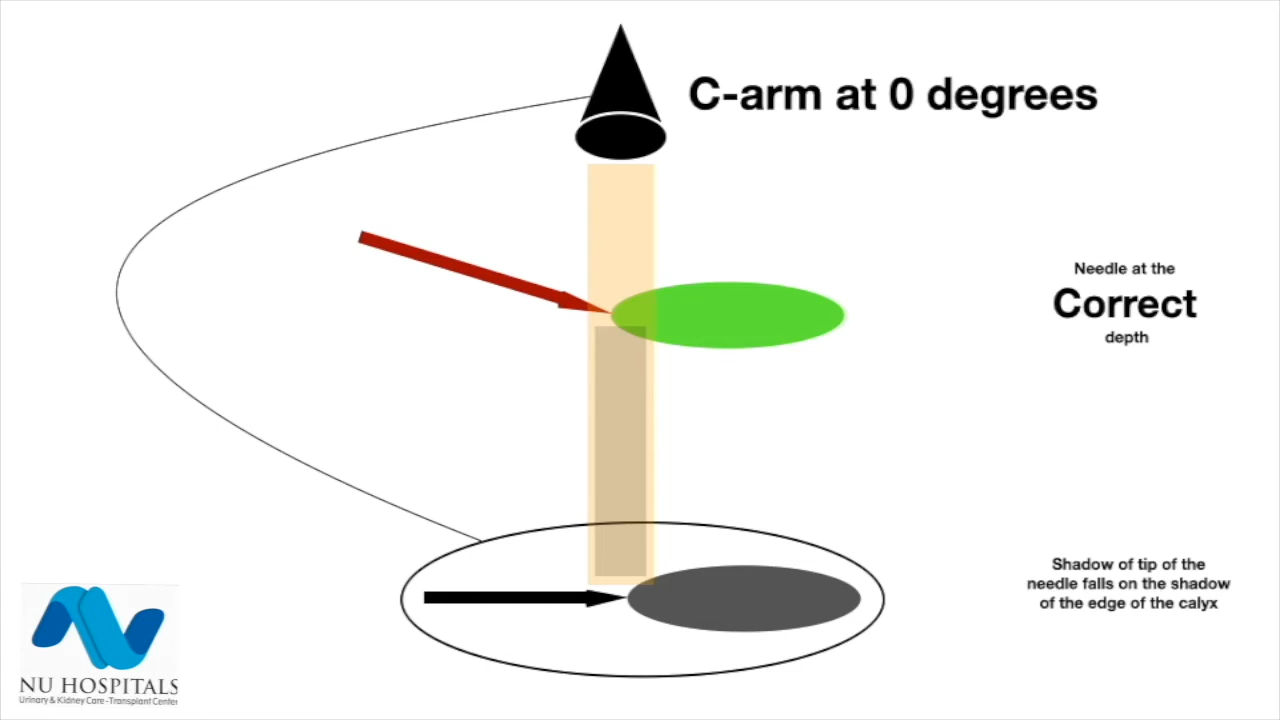 C-arm at 0 degrees
Needle at the
Correct
depth
Shadow of tip of the
needle falls on the shadow
of the edge of the calyx
NU HOSPITALS
Urinary & Kidney Care-Transplant Center